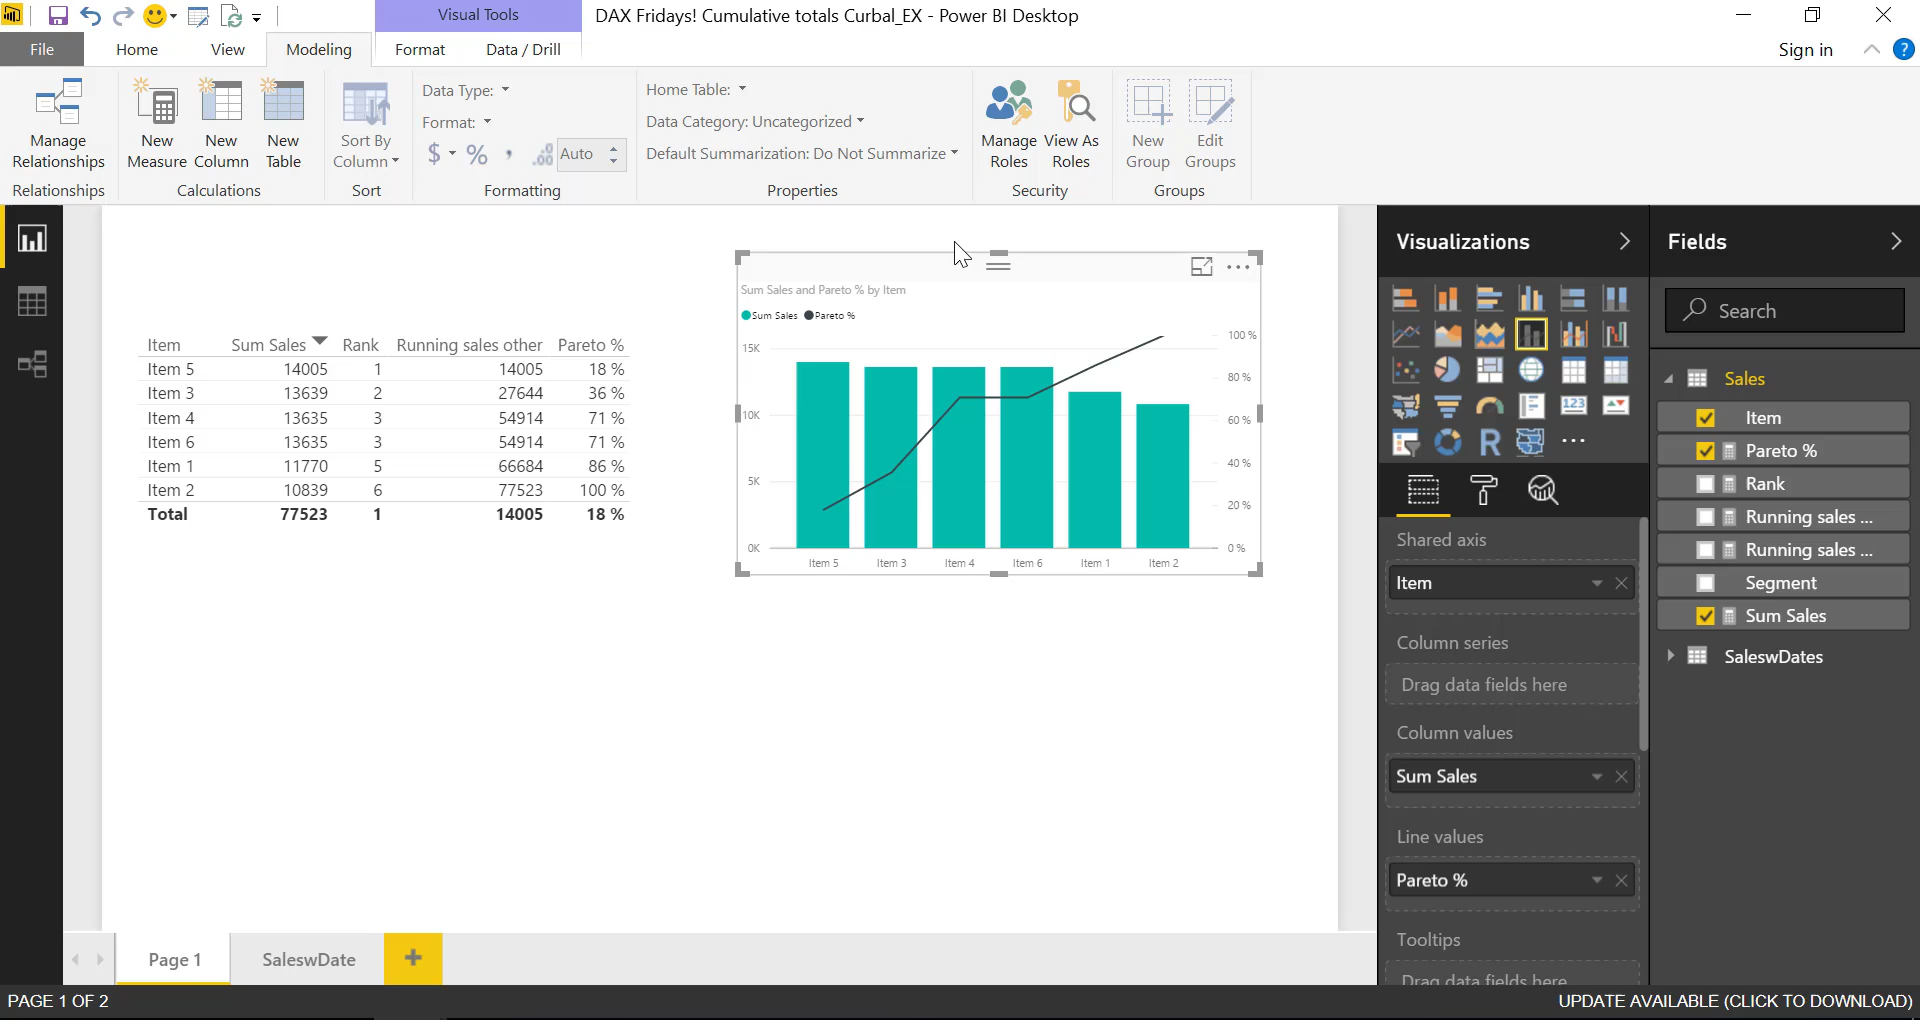 Visual Tools
DAX Fridays! Cumulative totals Curbal_EX - Power BI Desktop
File Home View Modeling Format Data / Drill Sign in ?
Manage Relationships
New Measure
New Column
New Table
Sort By Column
Data Type:
Format:
$ % , .00 Auto
Home Table:
Data Category: Uncategorized
Default Summarization: Do Not Summarize
Manage Roles
View As Roles
New Group
Edit Groups
Relationships Calculations Sort Formatting Properties Security Groups
Item Sum Sales Rank Running sales other Pareto %
Item 5 14005 1 14005 18 %
Item 3 13639 2 27644 36 %
Item 4 13635 3 54914 71 %
Item 6 13635 3 54914 71 %
Item 1 11770 5 66684 86 %
Item 2 10839 6 77523 100 %
Total 77523 1 14005 18 %
Sum Sales and Pareto % by Item
Sum Sales Pareto %
15K
10K
5K
0K
100 %
80 %
60 %
40 %
20 %
0 %
Item 5 Item 3 Item 4 Item 6 Item 1 Item 2
Visualizations
123
R
Shared axis
Item
Column series
Drag data fields here
Column values
Sum Sales
Line values
Pareto %
Tooltips
Drag data fields here
Fields
Search
Sales
Item
Pareto %
Rank
Running sales ...
Running sales ...
Segment
Sum Sales
SaleswDates
Page 1 SaleswDate +
PAGE 1 OF 2
UPDATE AVAILABLE (CLICK TO DOWNLOAD)